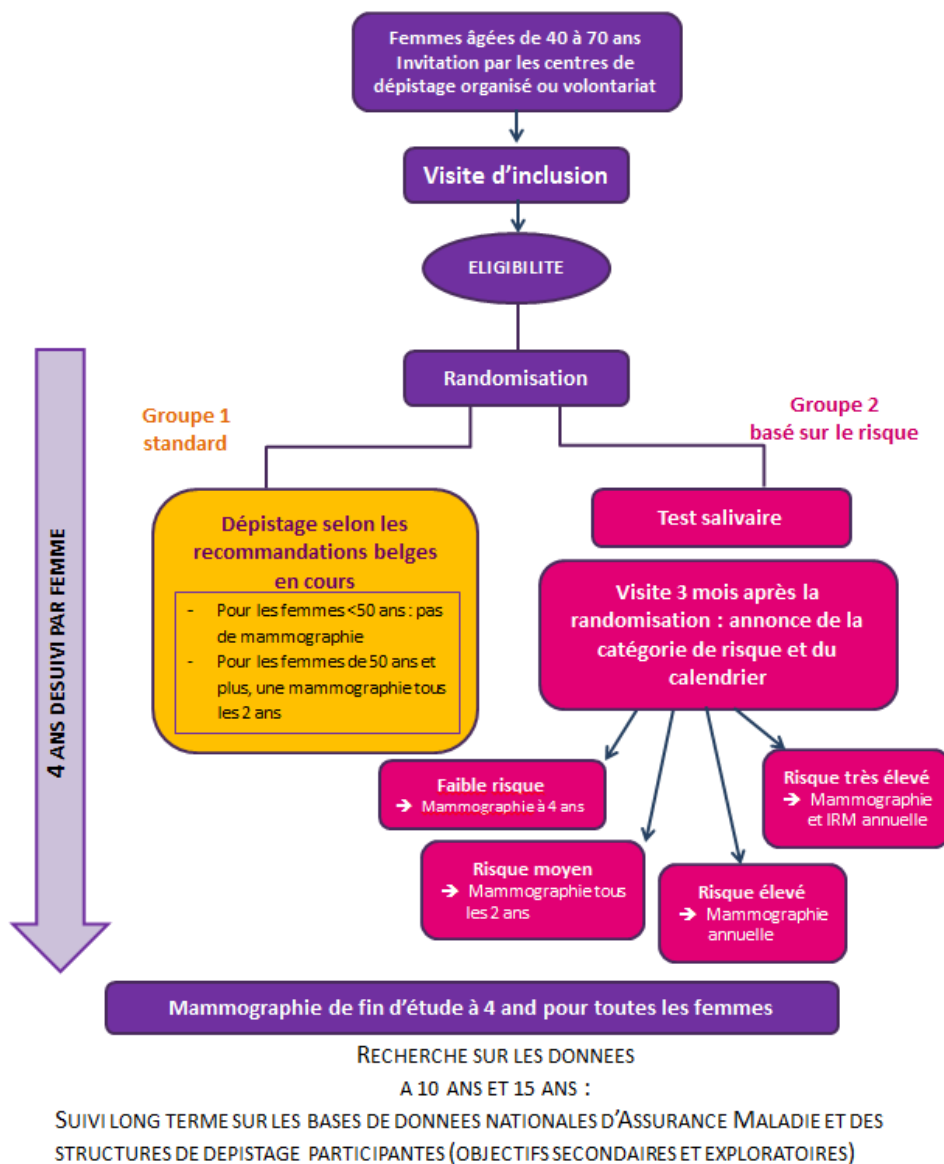 Femmes âgées de 40 à 70 ans
Invitation par les centres de
dépistage organisé ou volontariat
Visite d'inclusion
ELIGIBILITE
Randomisation
Groupe 1
standard
Groupe 2
basé sur le risque
Dépistage selon les
recommandations belges
en cours
- Pour les femmes <50 ans : pas
de mammographie
- Pour les femmes de 50 ans et
plus, une mammographie tous
les 2 ans
Test salivaire
Visite 3 mois après la
randomisation : annonce de la
catégorie de risque et du
calendrier
Faible risque
➔ Mammographie à 4 ans
Risque moyen
➔ Mammographie tous
les 2 ans
Risque élevé
➔ Mammographie
annuelle
Risque très élevé
➔ Mammographie
et IRM annuelle
4 ANS DESUIVI PAR FEMME
Mammographie de fin d'étude à 4 and pour toutes les femmes
RECHERCHE SUR LES DONNEES
A 10 ANS ET 15 ANS :
SUIVI LONG TERME SUR LES BASES DE DONNEES NATIONALES D'ASSURANCE MALADIE ET DES
STRUCTURES DE DEPISTAGE PARTICIPANTES (OBJECTIFS SECONDAIRES ET EXPLORATOIRES)